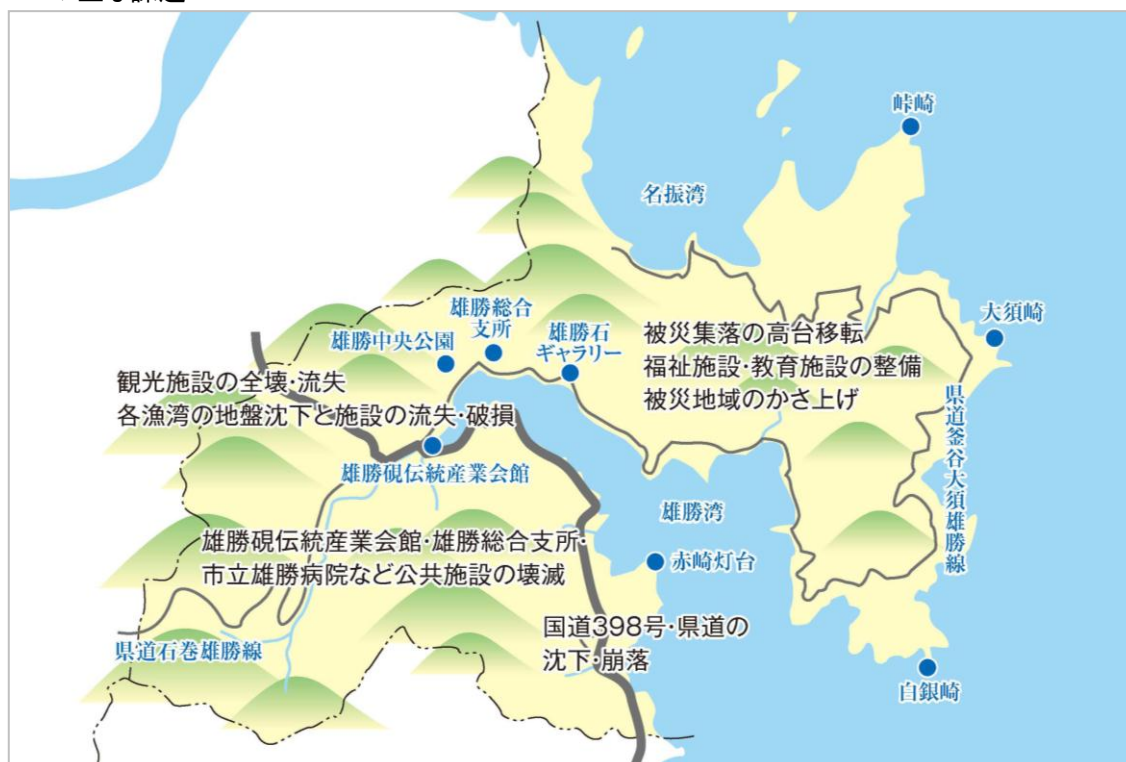 峠崎
名振湾
大須崎
雄勝総合
支所
雄勝石
ギャラリー
雄勝中央公園
被災集落の高台移転
福祉施設・教育施設の整備
被災地域のかさ上げ
観光施設の全壊・流失
各漁湾の地盤沈下と施設の流失・破損
県道釜谷大須雄勝線
雄勝硯伝統産業会館
雄勝湾
雄勝硯伝統産業会館・雄勝総合支所・
市立雄勝病院など公共施設の壊滅
赤崎灯台
国道398号・県道の
沈下・崩落
県道石巻雄勝線
白銀崎